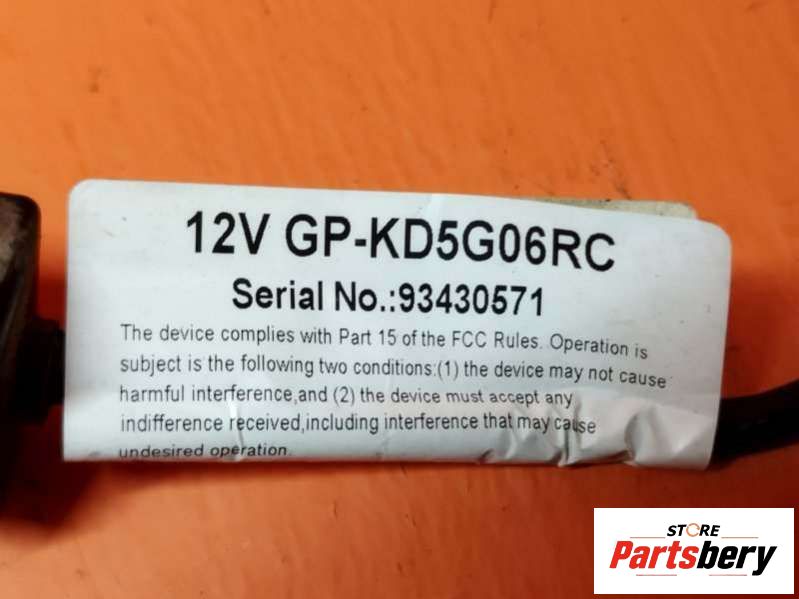 12V GP-KD5G06RC
Serial No.:93430571
The device complies with Part 15 of the FCC Rules. Operation is
subject is the following two conditions:(1) the device may not cause
harmful interference,and (2) the device must accept any
indifference received,including interference that may cause
undesired operation.
STORE
Partsbery